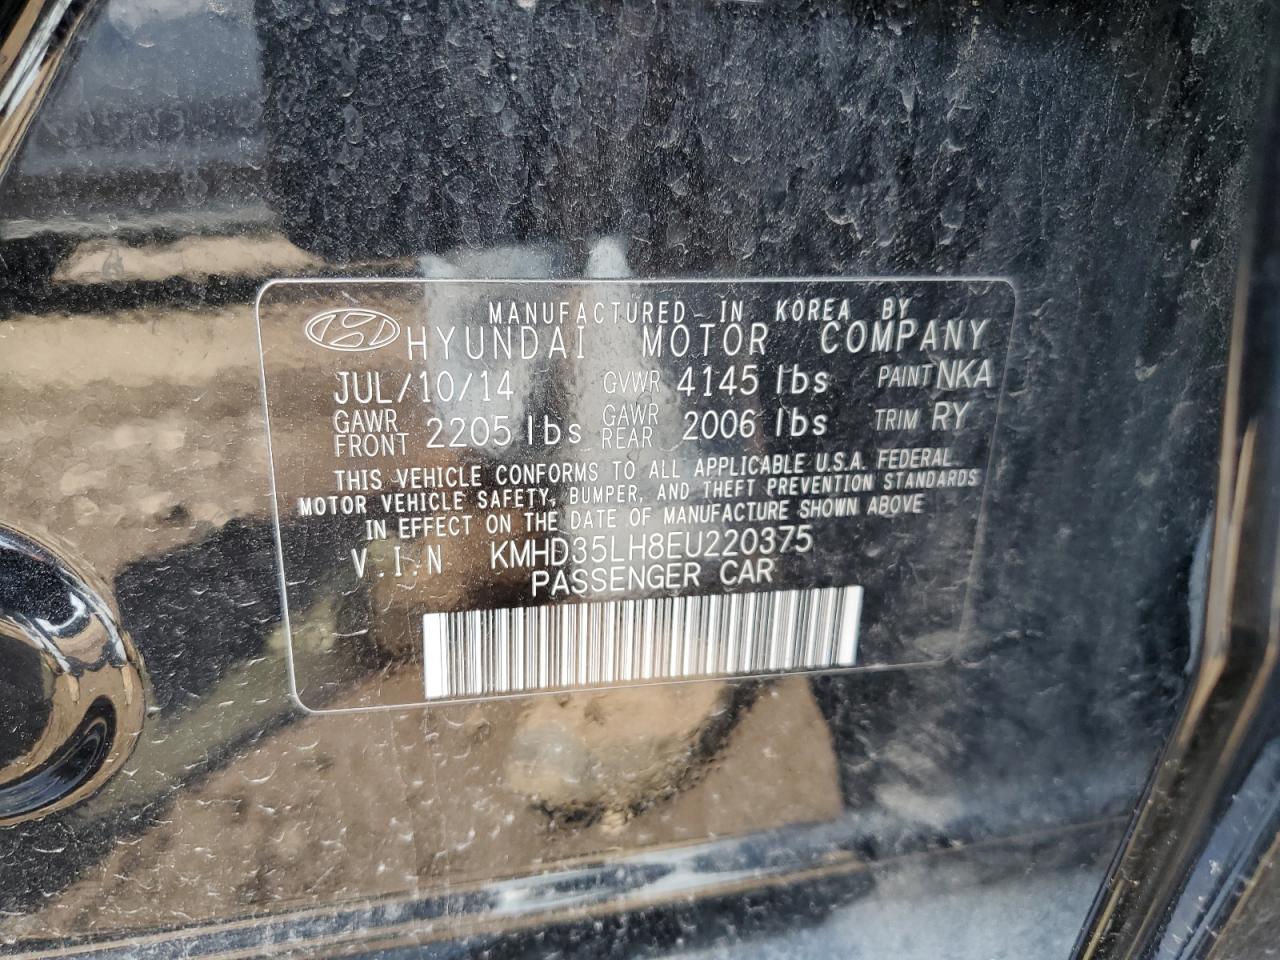 MANUFACTURED IN KOREA BY
HYUNDAI MOTOR COMPANY
JUL/10/14 GVWR 4145 lbs PAINT NKA
GAWR FRONT 2205 lbs GAWR REAR 2006 lbs TRIM RY
THIS VEHICLE CONFORMS TO ALL APPLICABLE U.S.A. FEDERAL
MOTOR VEHICLE SAFETY, BUMPER, AND THEFT PREVENTION STANDARDS
IN EFFECT ON THE DATE OF MANUFACTURE SHOWN ABOVE
V.I.N KMHD35LH8EU220375
PASSENGER CAR